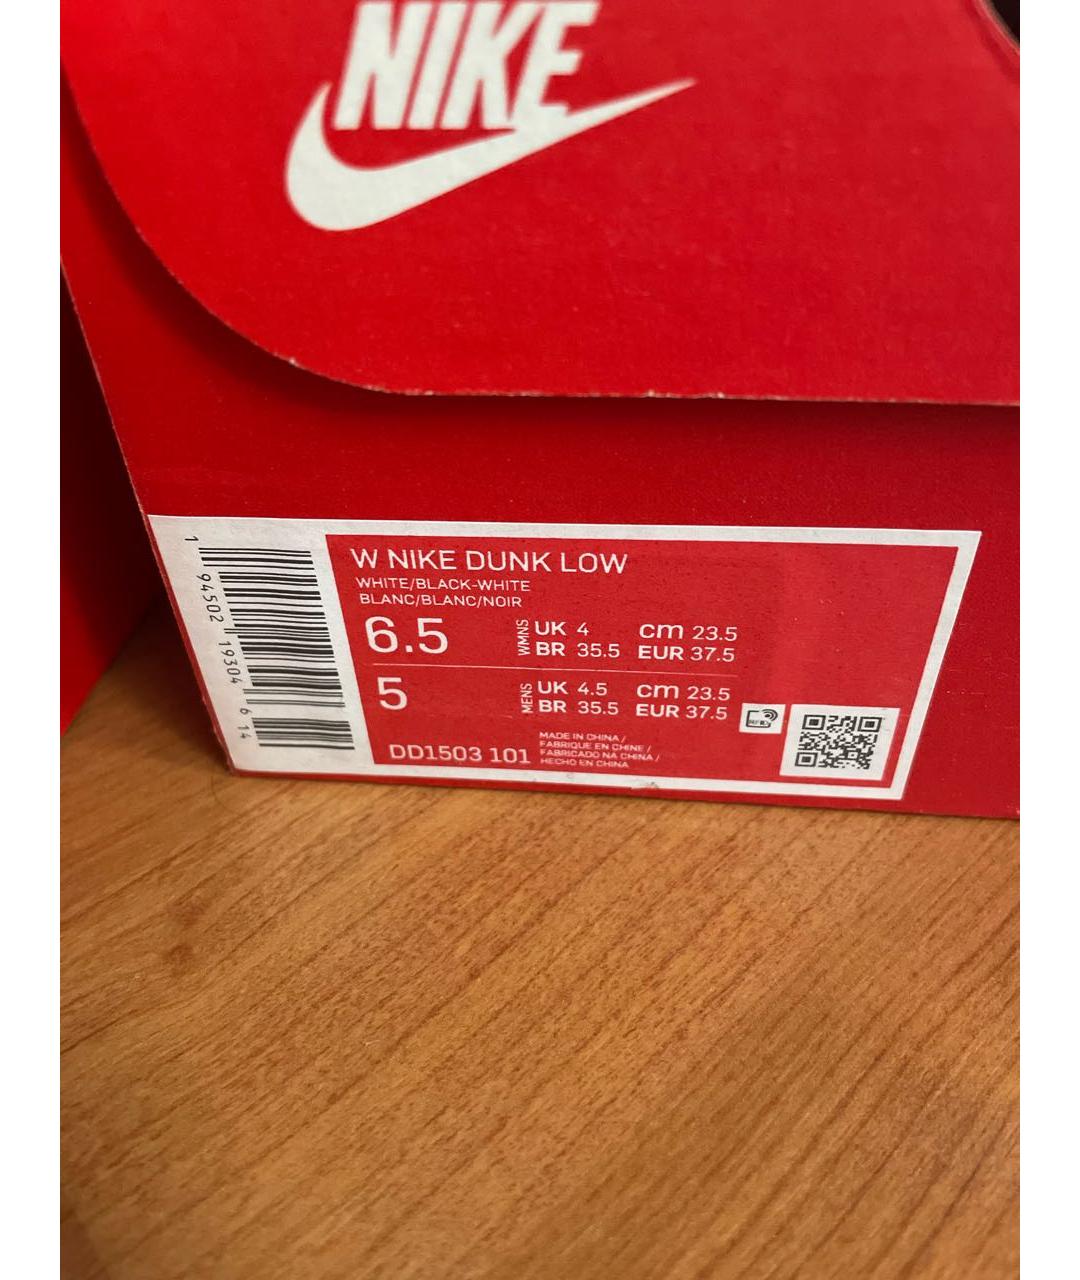 NIKE
W NIKE DUNK LOW
WHITE/BLACK-WHITE
BLANC/BLANC/NOIR
6.5 WMNS UK 4 cm 23.5
BR 35.5 EUR 37.5
5 MENS UK 4.5 cm 23.5
BR 35.5 EUR 37.5
DD1503 101
MADE IN CHINA /
FABRIQUE EN CHINE /
FABRICADO NA CHINA /
HECHO EN CHINA
RFID
1 94502 19304 6 14